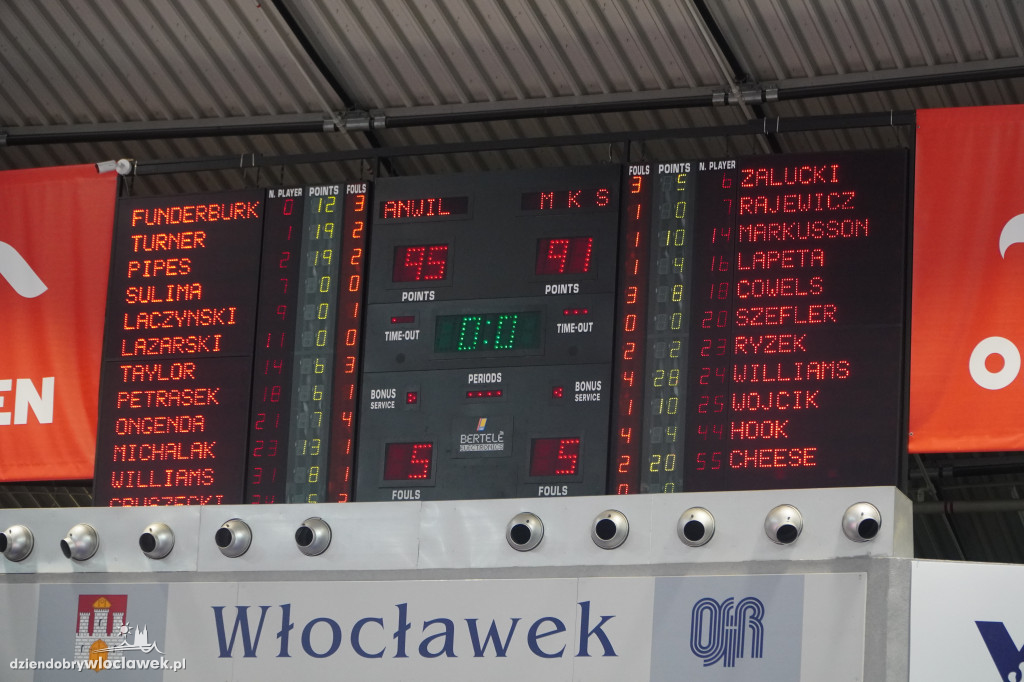 N. PLAYER POINTS FOULS
FUNDERBURK 0 12 3
TURNER 1 19 2
PIPES 2 19 2
SULIMA 7 0 0
LACZYNSKI 9 0 1
LAZARSKI 11 0 0
TAYLOR 14 6 3
PETRASEK 18 6 1
ONGENDA 21 7 4
MICHALAK 23 13 1
WILLIAMS 31 8 1
ANWIL MKS
95 91
POINTS POINTS
TIME-OUT 0:0 TIME-OUT
PERIODS
BONUS SERVICE BONUS SERVICE
BERTELÈ
5 5
FOULS FOULS
FOULS POINTS N. PLAYER
3 5 6 ZALUCKI
1 0 7 RAJEWICZ
1 10 14 MARKUSSON
1 4 16 LAPETA
3 8 18 COWELS
0 0 20 SZEFLER
2 2 23 RYZEK
4 28 24 WILLIAMS
1 10 25 WOJCIK
4 4 44 HOOK
2 20 55 CHEESE
0 0
EN
O
Włocławek
dziendobrywloclawek.pl